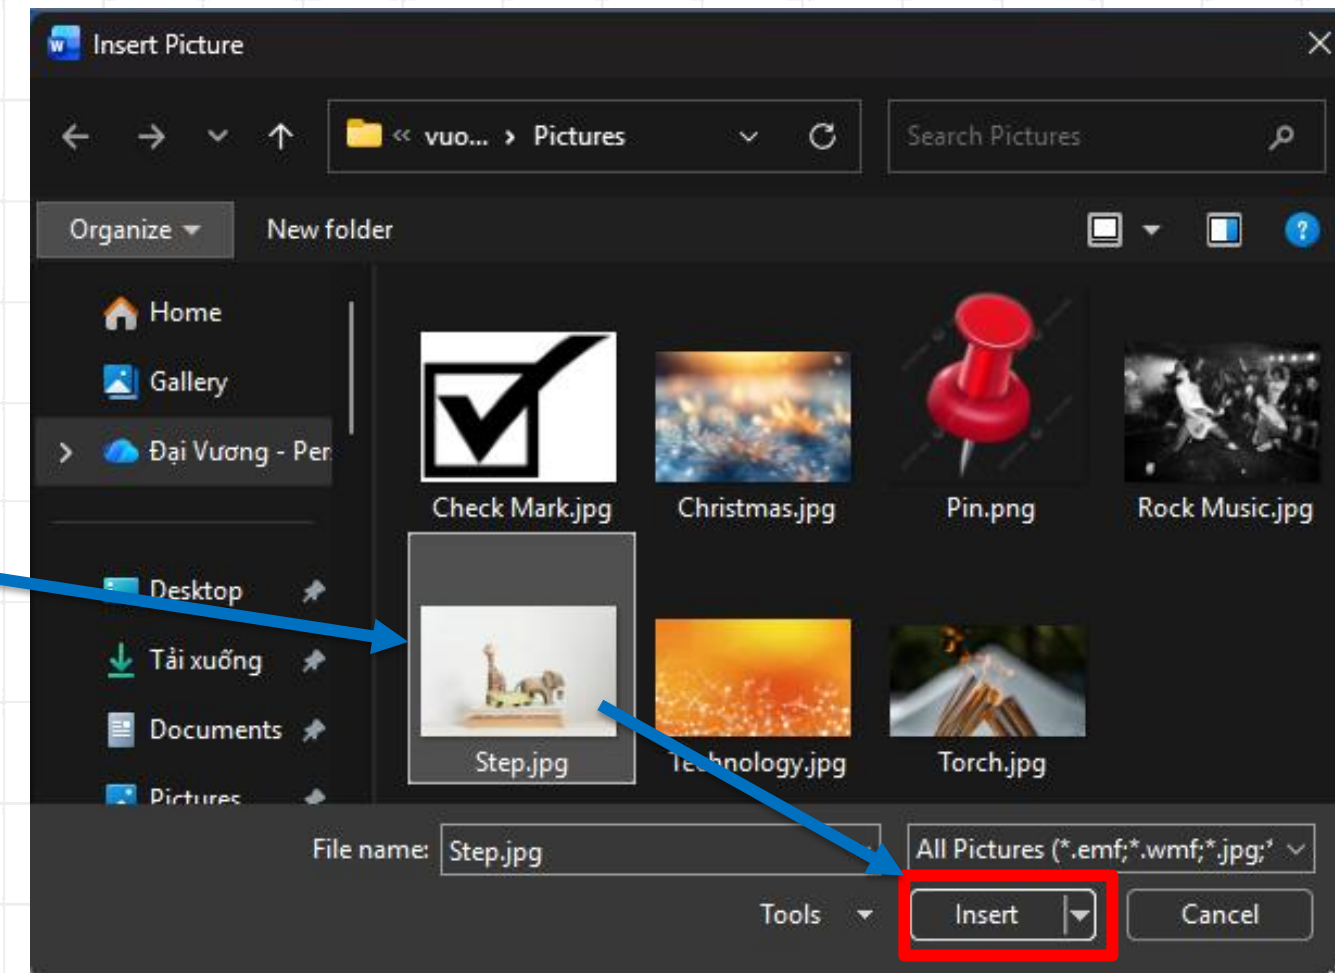 Insert Picture
« vuo... › Pictures
Search Pictures
Organize
New folder
Home
Gallery
Đại Vương - Per
Desktop
Tải xuống
Documents
Pictures
Check Mark.jpg
Christmas.jpg
Pin.png
Rock Music.jpg
Step.jpg
Technology.jpg
Torch.jpg
File name: Step.jpg
All Pictures (*.emf;*.wmf;*.jpg;*
Tools
Insert
Cancel